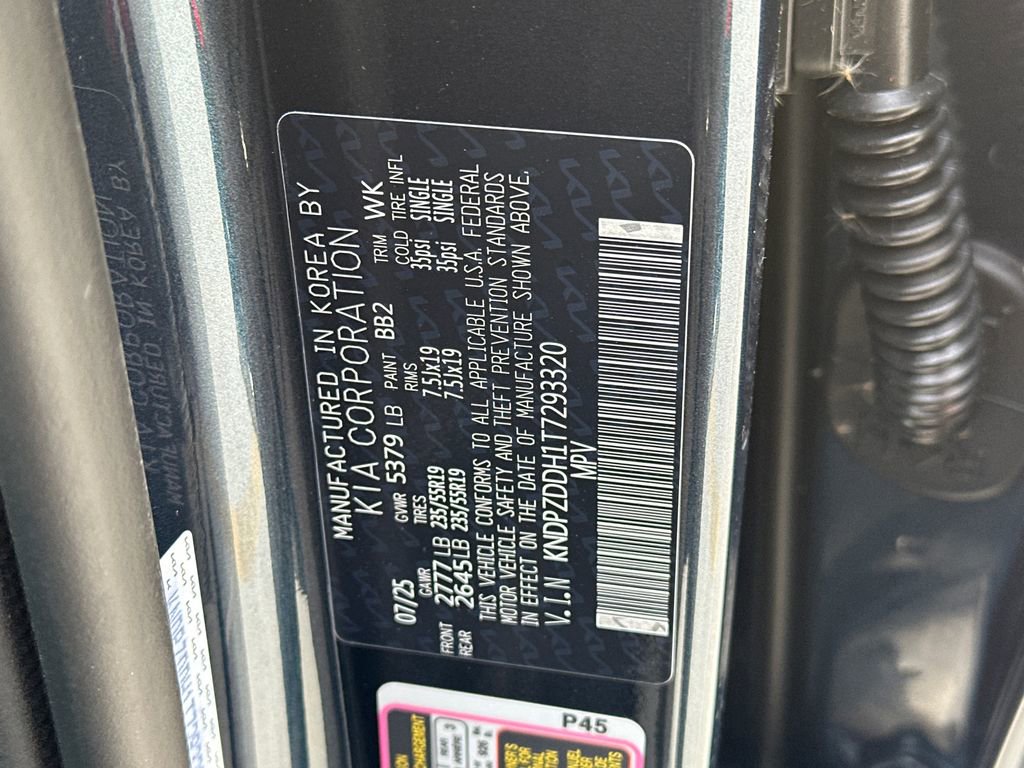 MANUFACTURED IN KOREA BY
KIA CORPORATION
07/25 GVWR 5379 LB PAINT BB2 TRIM WK
GAWR TIRES RIMS COLD TIRE INFL
FRONT 2777 LB 235/55R19 7.5Jx19 35psi SINGLE
REAR 2645LB 235/55R19 7.5Jx19 35psi SINGLE
THIS VEHICLE CONFORMS TO ALL APPLICABLE U.S.A. FEDERAL
MOTOR VEHICLE SAFETY AND THEFT PREVENTION STANDARDS
IN EFFECT ON THE DATE OF MANUFACTURE SHOWN ABOVE.
V.I.N KNDPZDDH1T7293320
MPV
P45